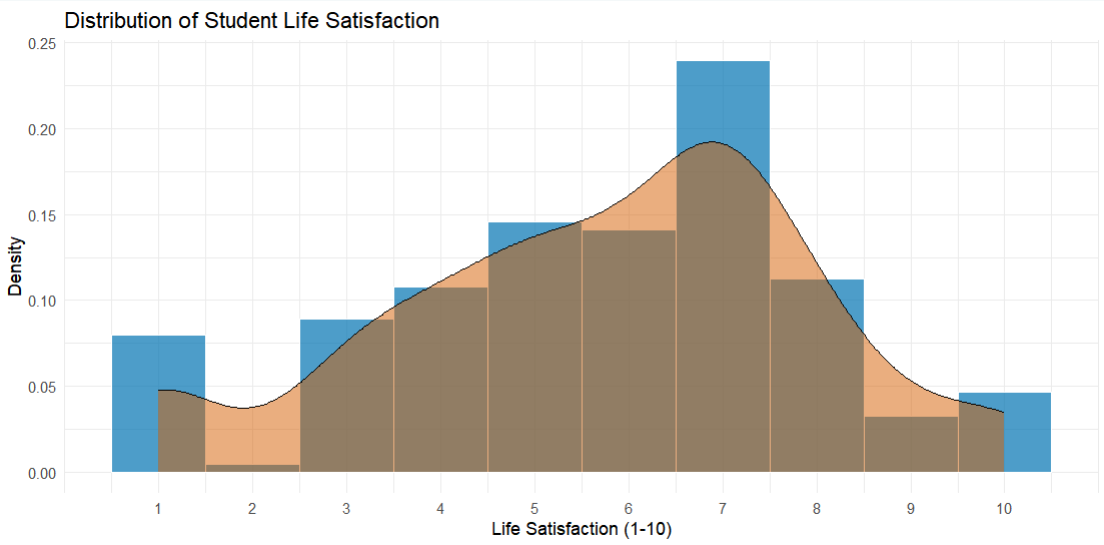 Distribution of Student Life Satisfaction
0.25
0.20
0.15
0.10
0.05
0.00
Density
1 2 3 4 5 6 7 8 9 10
Life Satisfaction (1-10)